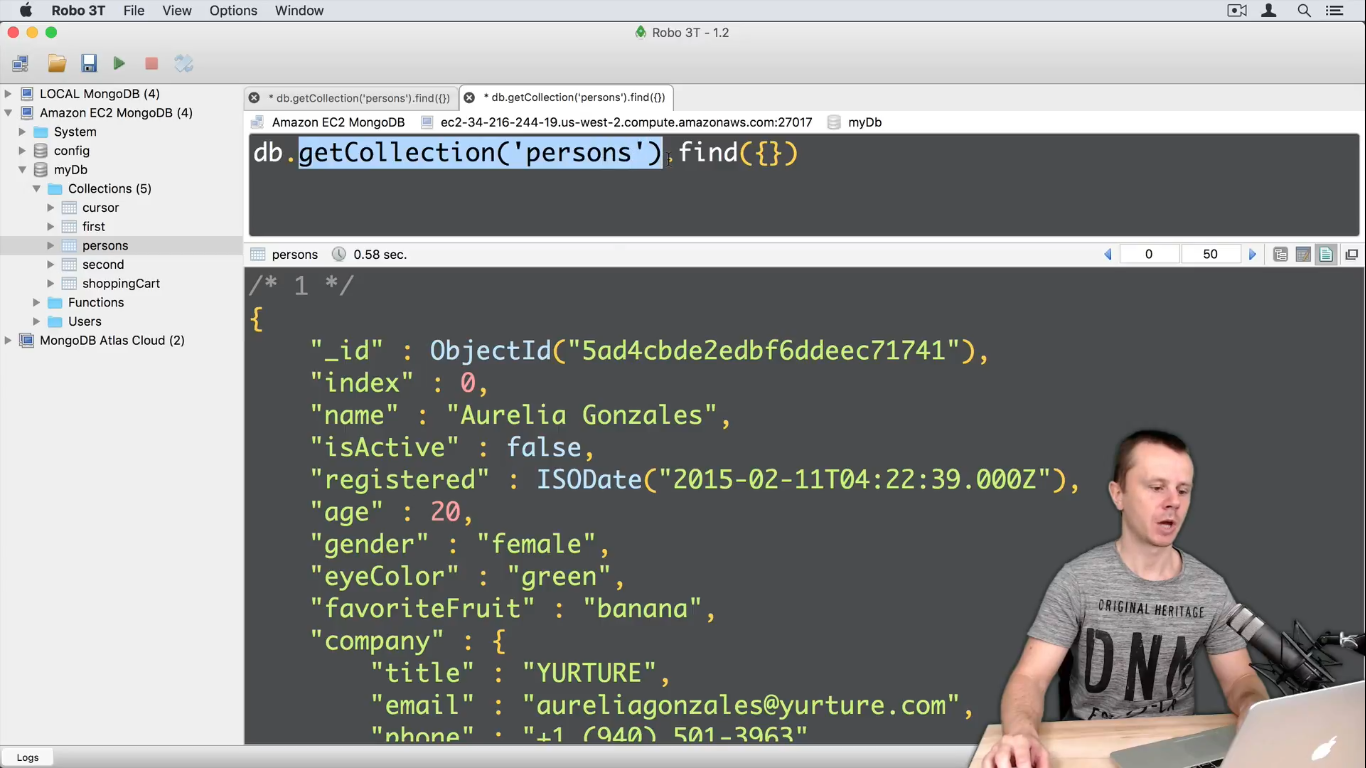 Robo 3T File View Options Window
Robo 3T - 1.2
* db.getCollection('persons').find({}) * db.getCollection('persons').find({})
Amazon EC2 MongoDB ec2-34-216-244-19.us-west-2.compute.amazonaws.com:27017 myDb
LOCAL MongoDB (4)
Amazon EC2 MongoDB (4)
System
config
myDb
Collections (5)
cursor
first
persons
second
shoppingCart
Functions
Users
MongoDB Atlas Cloud (2)
db.getCollection('persons').find({})
persons 0.58 sec. 0 50
/* 1 */
{
"_id" : ObjectId("5ad4cbde2edbf6ddeec71741"),
"index" : 0,
"name" : "Aurelia Gonzales",
"isActive" : false,
"registered" : ISODate("2015-02-11T04:22:39.000Z"),
"age" : 20,
"gender" : "female",
"eyeColor" : "green",
"favoriteFruit" : "banana",
"company" : {
"title" : "YURTURE",
"email" : "aureliagonzales@yurture.com",
"phone" : "+1 (940) 501-3963"
ORIGINAL HERITAGE
DNM
Logs